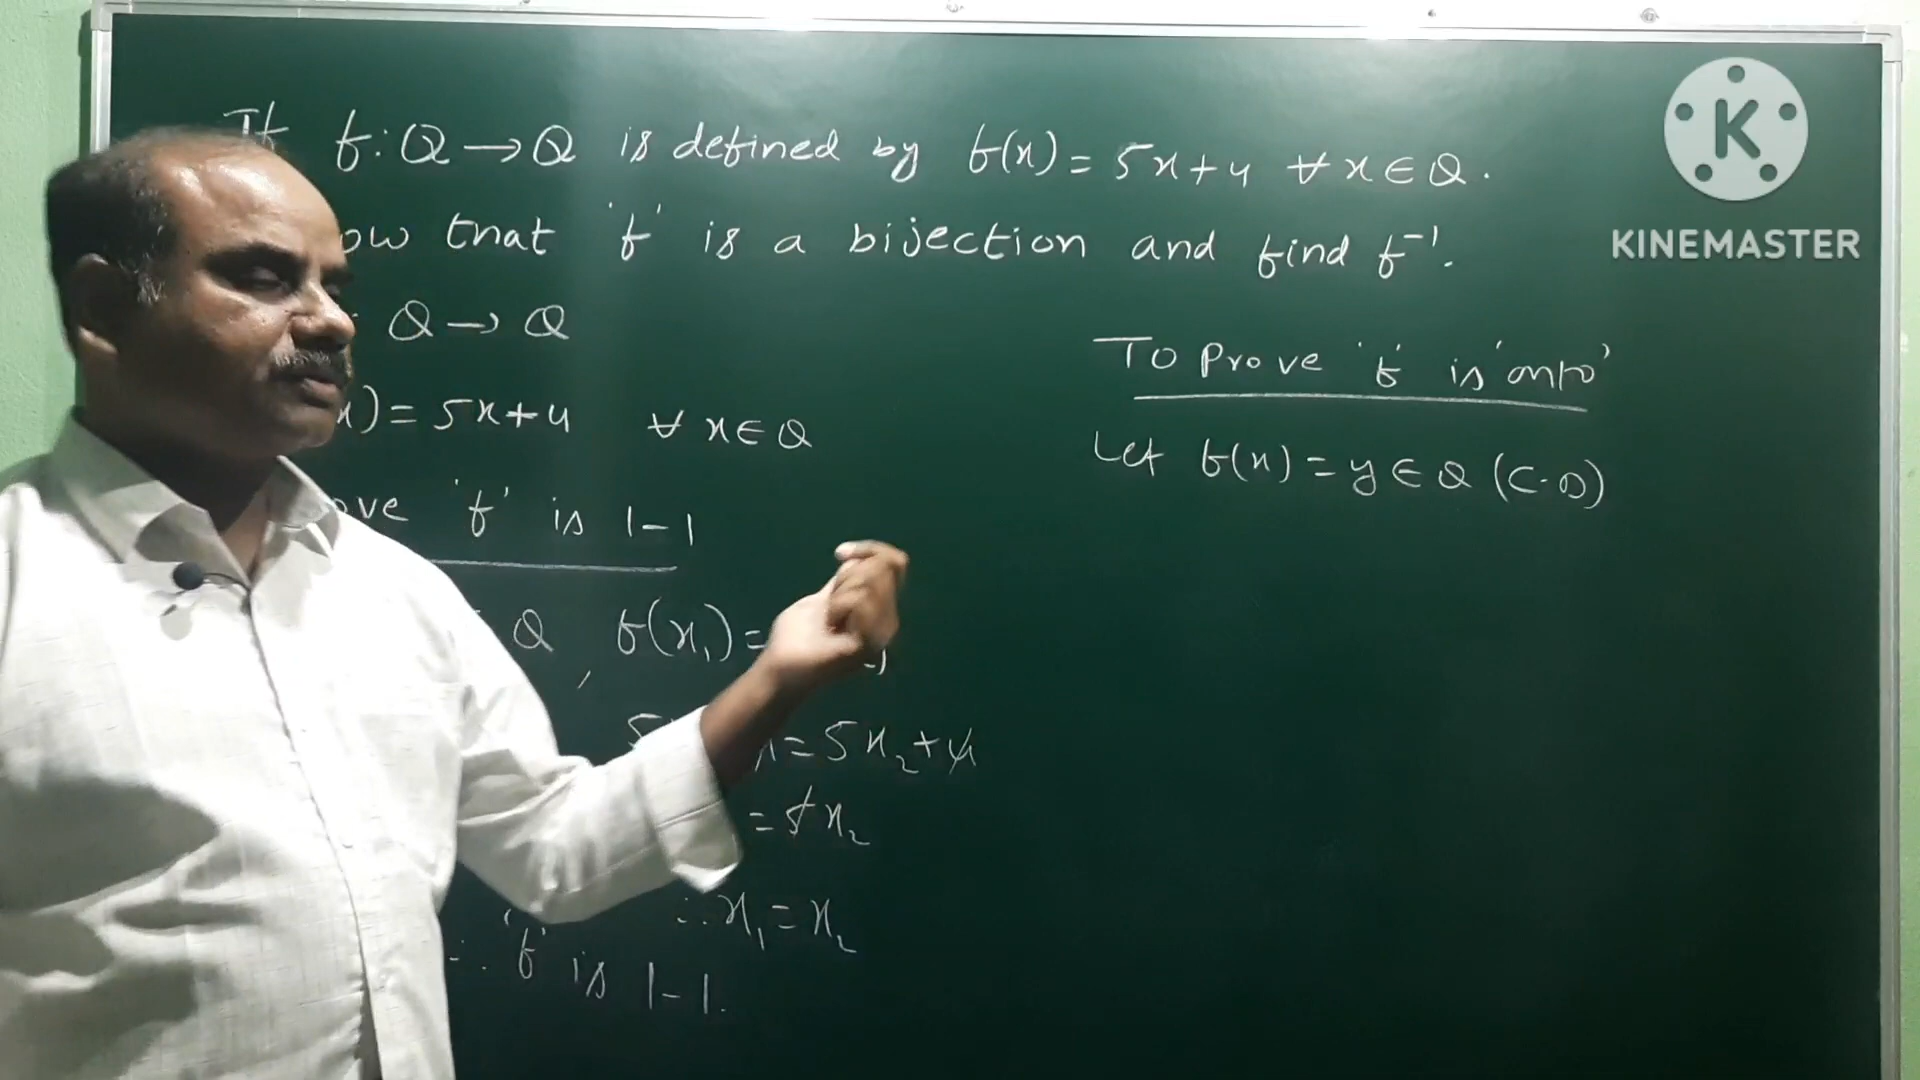 If f: Q → Q is defined by f(x) = 5x+4 ∀ x ∈ Q.
ow that 'f' is a bijection and find f⁻¹.
: Q → Q
x) = 5x+4 ∀ x ∈ Q
ove 'f' is 1-1
Q, f(x₁) =
5 = 5x₂+4
= 5x₂
∴ x₁ = x₂
∴ 'f' is 1-1.
To prove 'f' is 'onto'
Let f(x) = y ∈ Q (C.D)
K
KINEMASTER